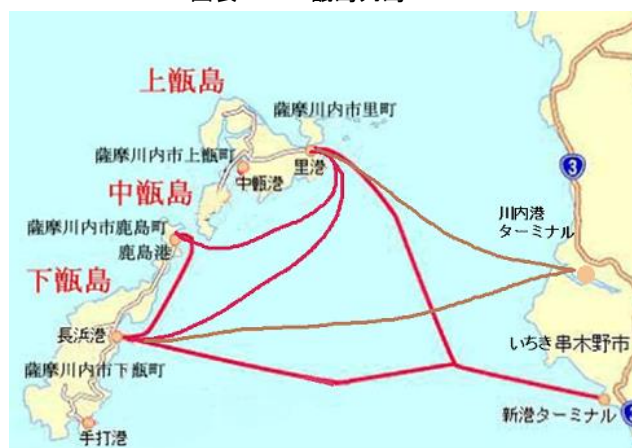 上甑島
薩摩川内市里町
薩摩川内市上甑町
中甑港
里港
3
中甑島
川内港
ターミナル
薩摩川内市鹿島町
鹿島港
下甑島
長浜港
いちき串木野市
薩摩川内市下甑町
新港ターミナル
手打港